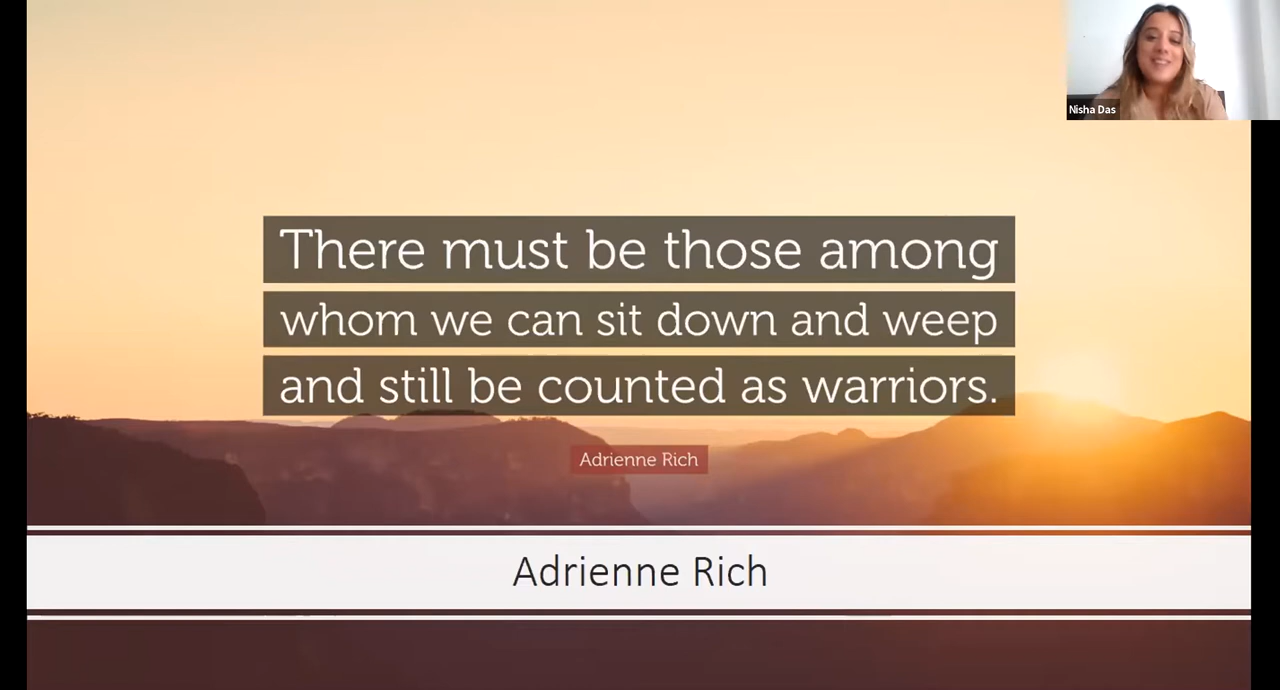 Nisha Das
There must be those among
whom we can sit down and weep
and still be counted as warriors.
Adrienne Rich
Adrienne Rich